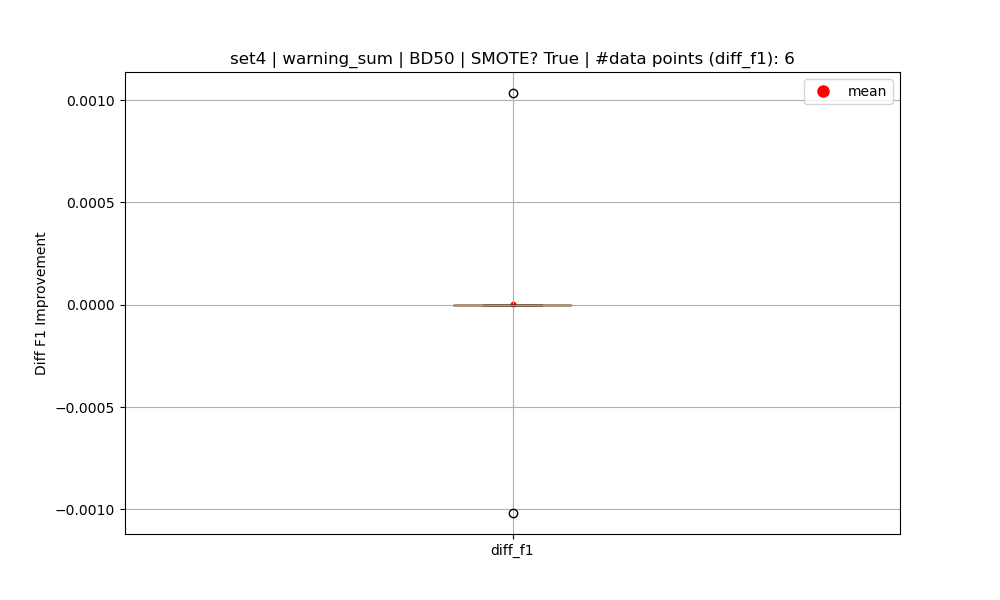 set4 | warning_sum | BD50 | SMOTE? True | #data points (diff_f1): 6
mean
0.0010
0.0005
0.0000
−0.0005
−0.0010
Diff F1 Improvement
diff_f1